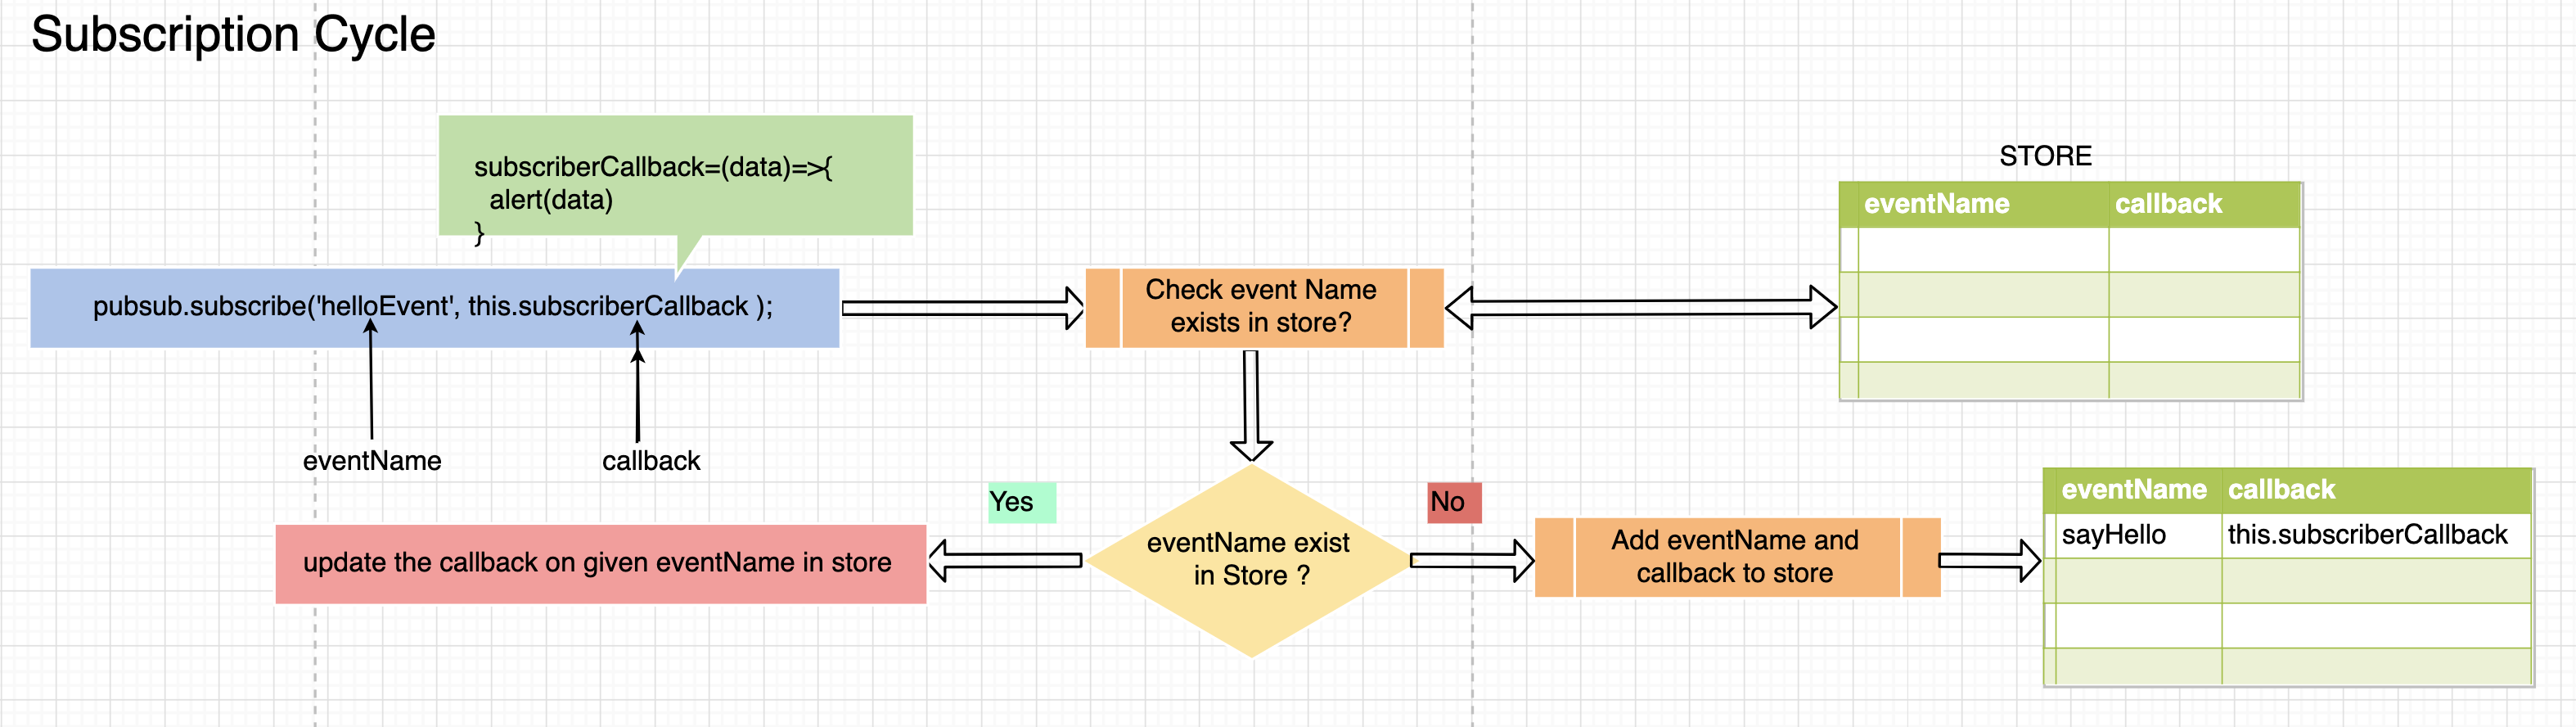 Subscription Cycle
subscriberCallback=(data)=>{
alert(data)
}
pubsub.subscribe('helloEvent', this.subscriberCallback );
eventName
callback
Check event Name
exists in store?
STORE
eventName callback
Yes
No
update the callback on given eventName in store
eventName exist
in Store ?
Add eventName and
callback to store
eventName callback
sayHello this.subscriberCallback